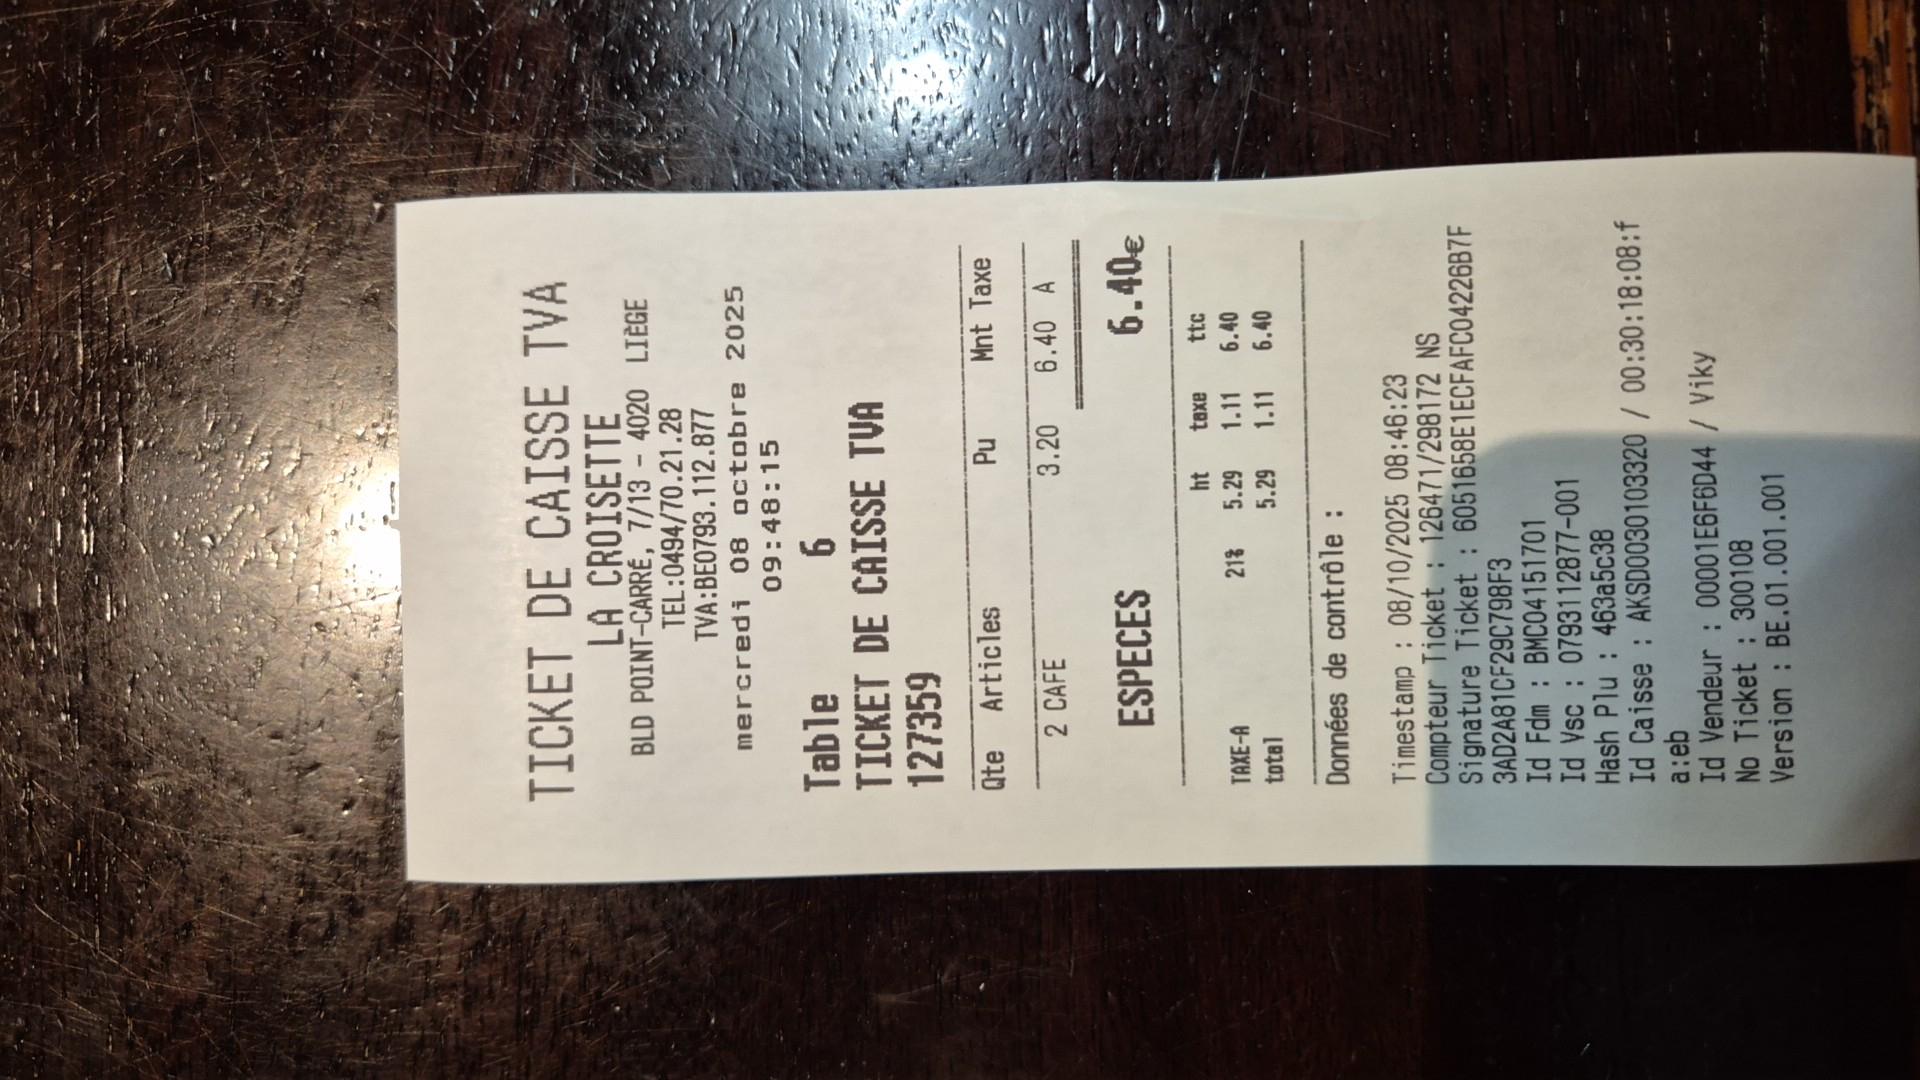 TICKET DE CAISSE TVA
LA CROISETTE
BLD POINT-CARRÉ, 7/13 - 4020 LIÈGE
TEL:0494/70.21.28
TVA:BE0793.112.877
mercredi 08 octobre 2025
09:48:15
Table 6
TICKET DE CAISSE TVA
127359
Qte Articles Pu Mnt Taxe
2 CAFE 3.20 6.40 A
ESPECES 6.40€
ht taxe ttc
TAXE-A 21% 5.29 1.11 6.40
total 5.29 1.11 6.40
Données de contrôle :
Timestamp : 08/10/2025 08:46:23
Compteur Ticket : 126471/298172 NS
Signature Ticket : 6051658E1ECFAFC04226B7F
3AD2A81CF29C798F3
Id Fdm : BMC04151701
Id Vsc : 0793112877-001
Hash Plu : 463a5c38
Id Caisse : AKSD0030103320 / 00:30:18:08:f
a:eb
Id Vendeur : 00001E6F6D44 / Viky
No Ticket : 300108
Version : BE.01.001.001